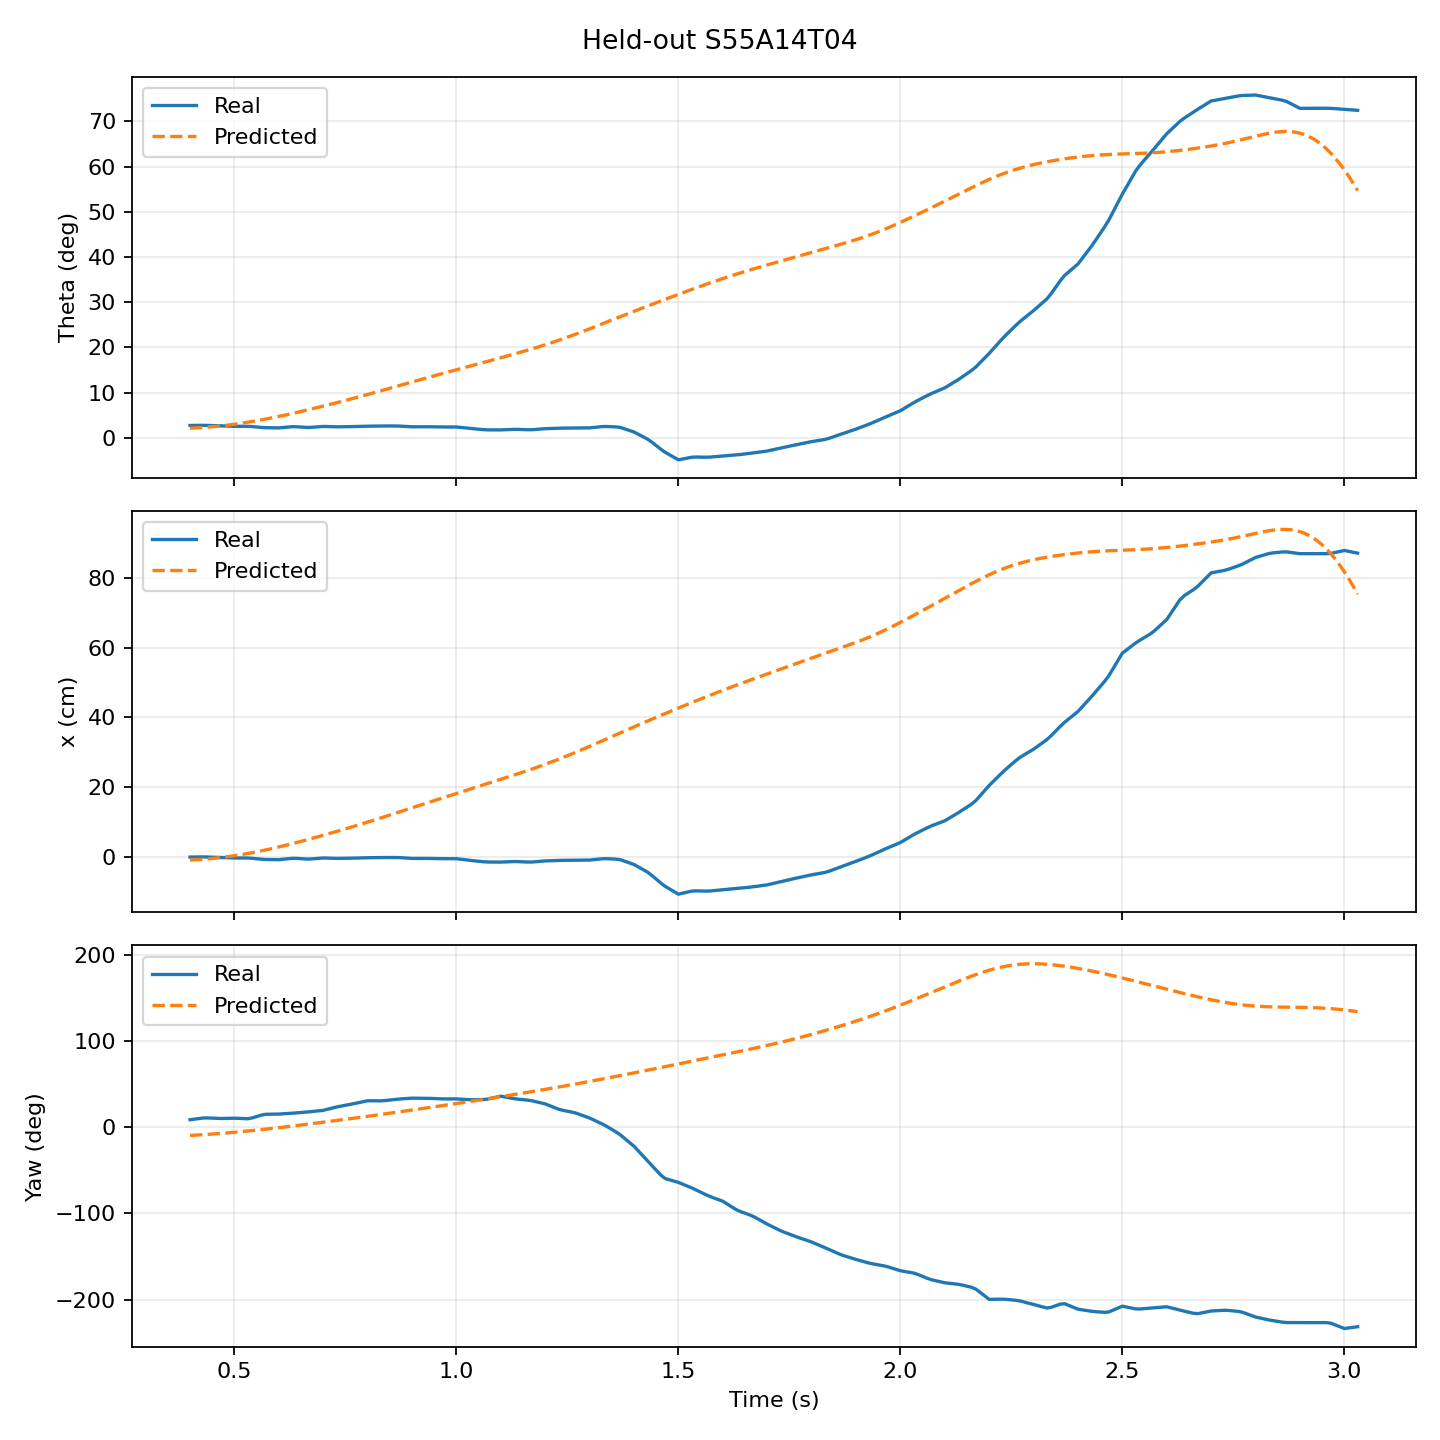 Held-out S55A14T04
Theta (deg)
70
60
50
40
30
20
10
0
Real
Predicted
x (cm)
80
60
40
20
0
Real
Predicted
Yaw (deg)
200
100
0
−100
−200
Real
Predicted
0.5 1.0 1.5 2.0 2.5 3.0
Time (s)